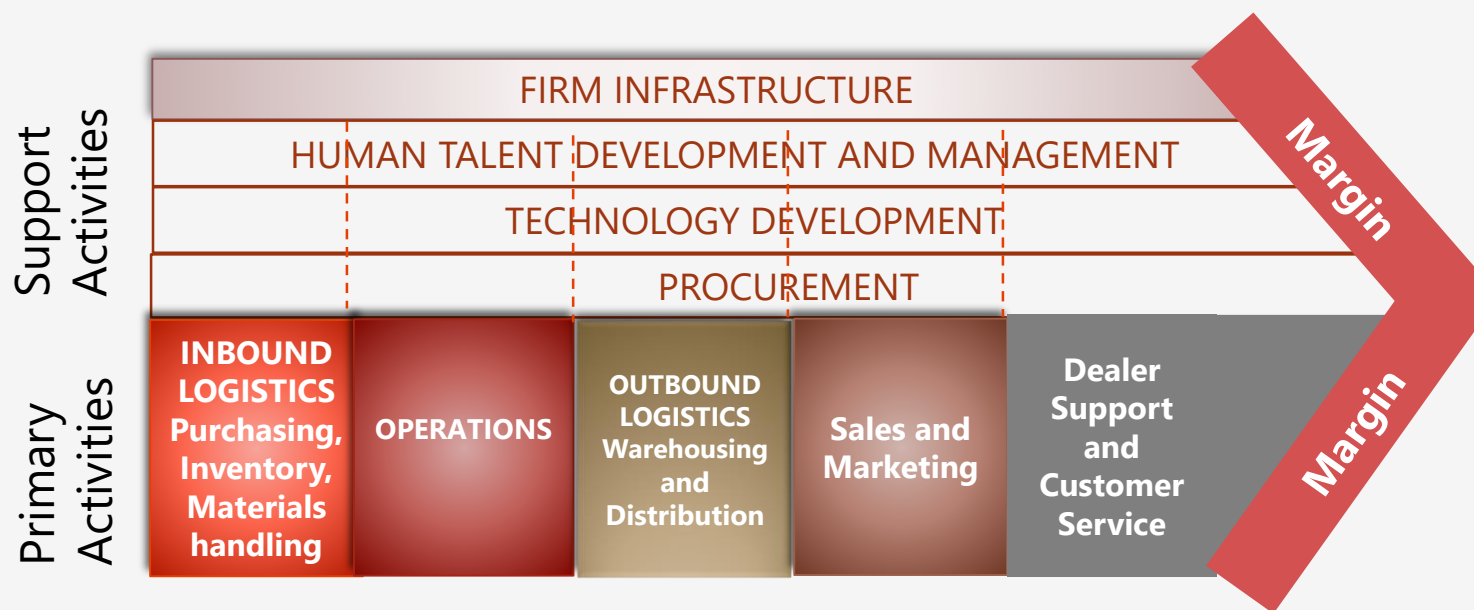 Support
Activities
FIRM INFRASTRUCTURE
HUMAN TALENT DEVELOPMENT AND MANAGEMENT
TECHNOLOGY DEVELOPMENT
PROCUREMENT
Margin
Primary
Activities
INBOUND
LOGISTICS
Purchasing,
Inventory,
Materials
handling
OPERATIONS
OUTBOUND
LOGISTICS
Warehousing
and
Distribution
Sales and
Marketing
Dealer
Support
and
Customer
Service
Margin